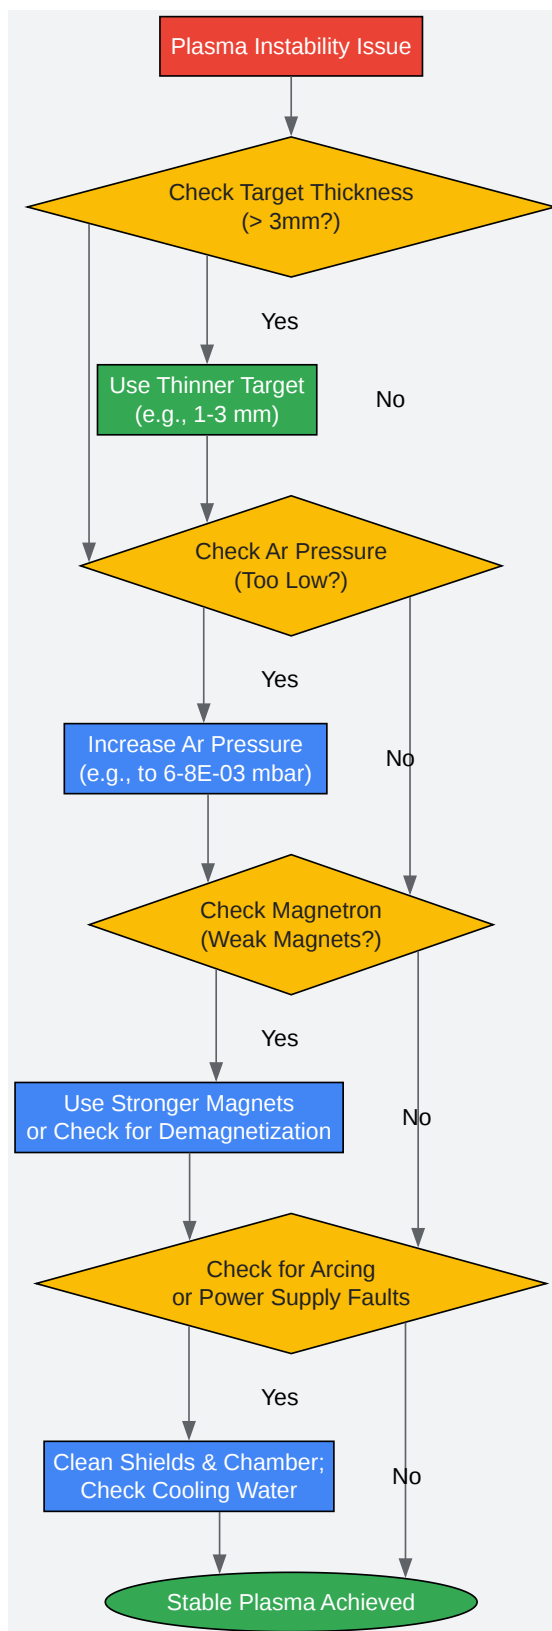 Plasma Instability Issue
Check Target Thickness
(> 3mm?)
Yes
Use Thinner Target
(e.g., 1-3 mm)
No
Check Ar Pressure
(Too Low?)
Yes
Increase Ar Pressure
(e.g., to 6-8E-03 mbar)
No
Check Magnetron
(Weak Magnets?)
Yes
Use Stronger Magnets
or Check for Demagnetization
No
Check for Arcing
or Power Supply Faults
Yes
Clean Shields & Chamber;
Check Cooling Water
No
Stable Plasma Achieved